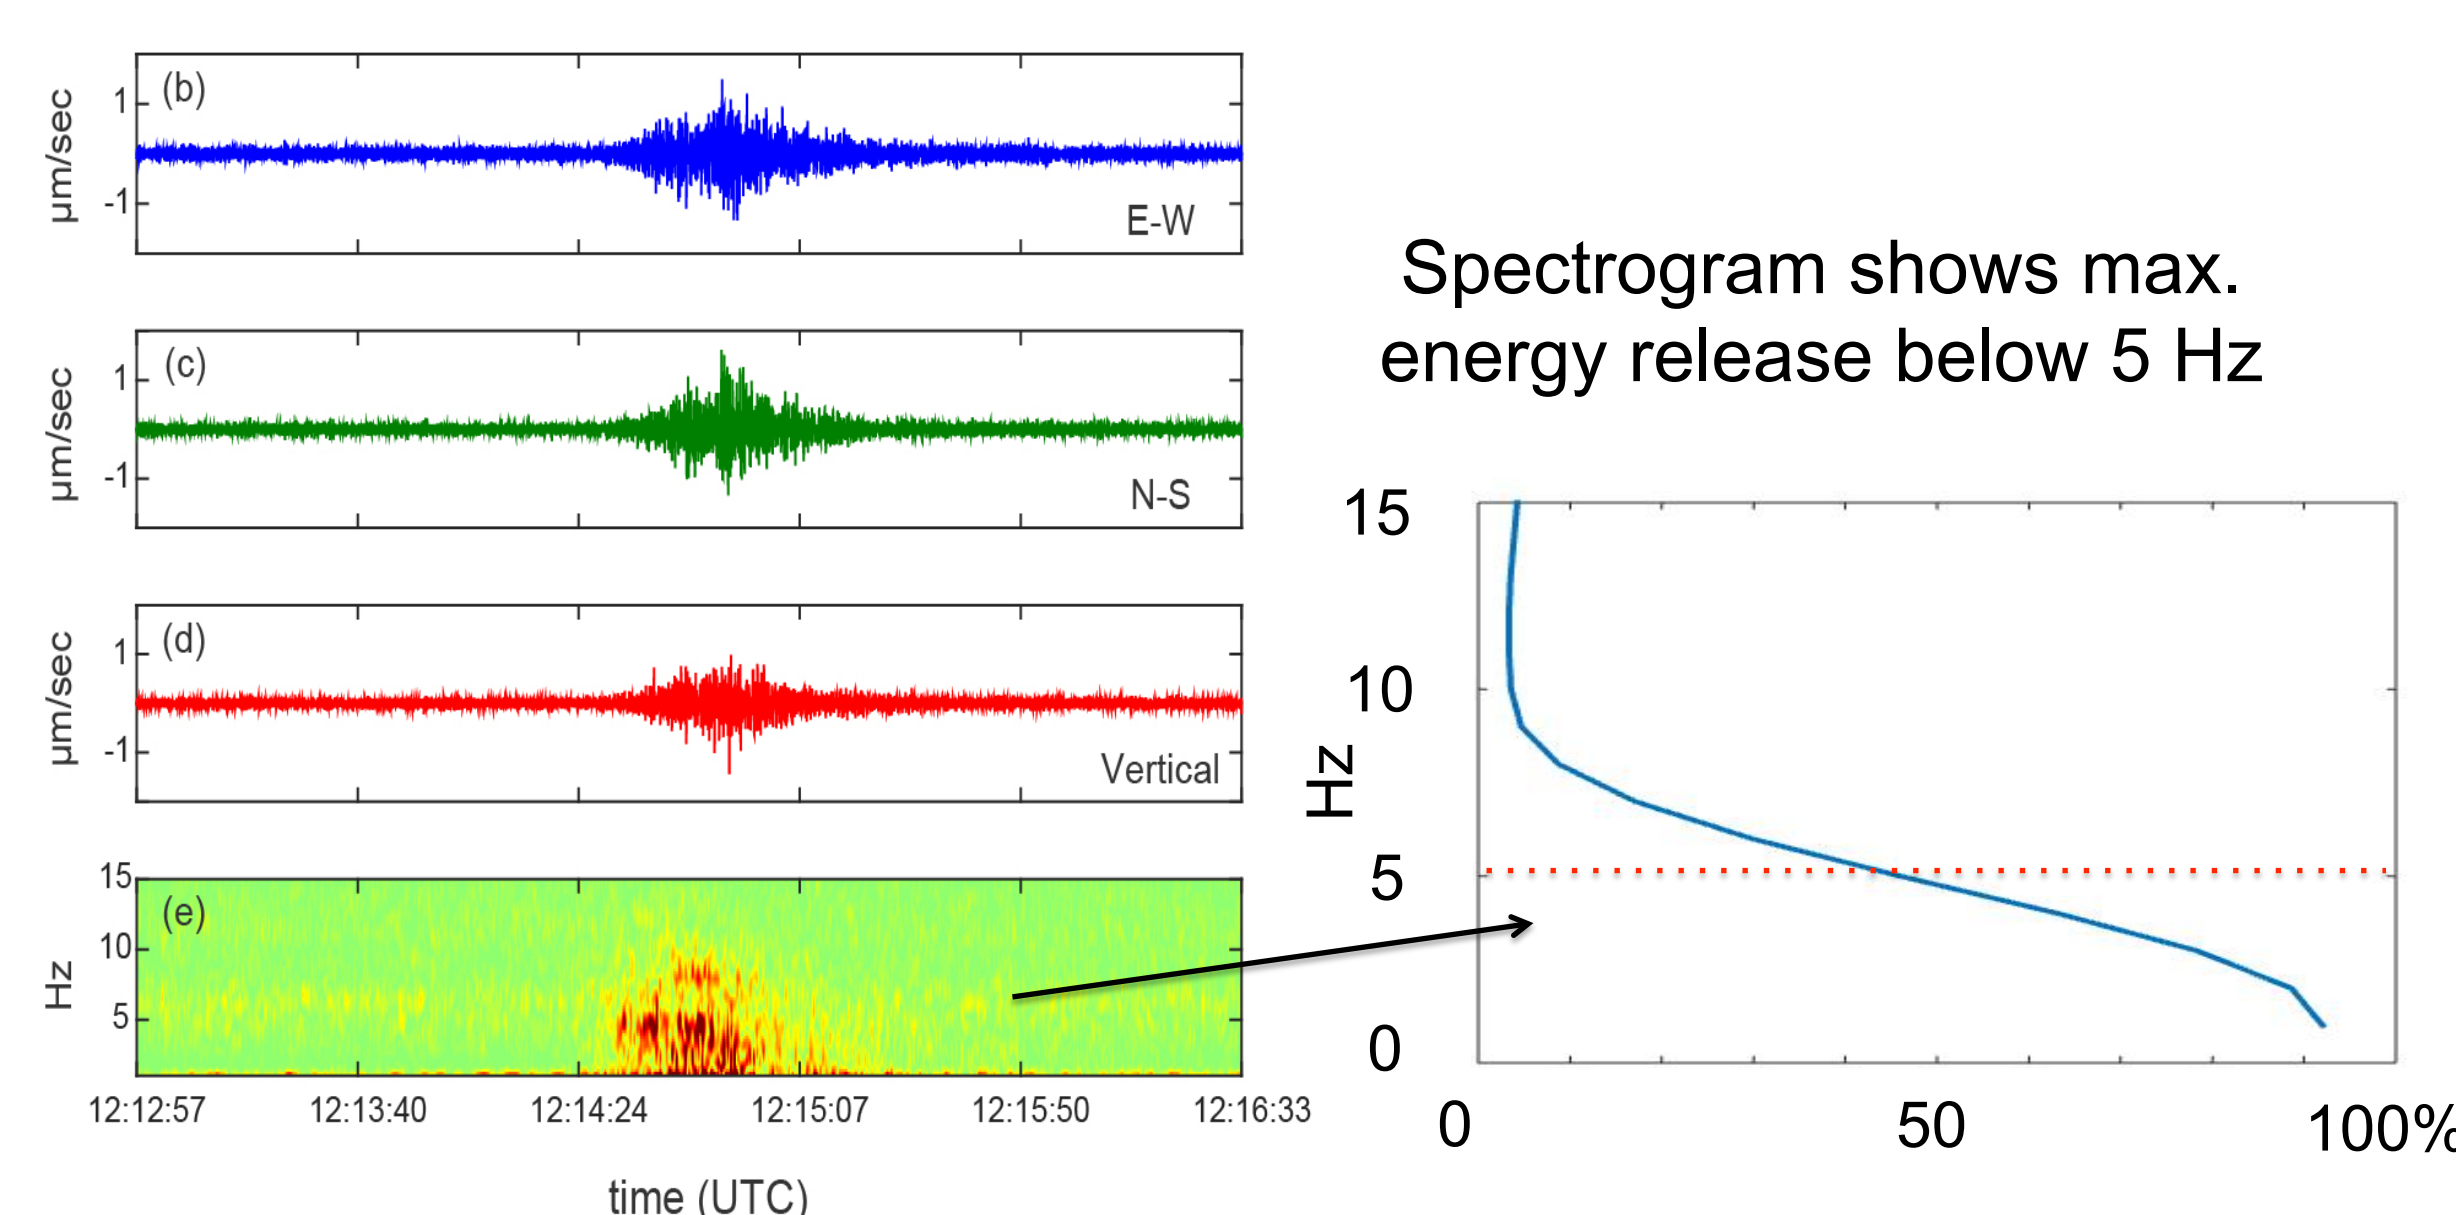 (b)
µm/sec
1
-1
E-W
(c)
µm/sec
1
-1
N-S
(d)
µm/sec
1
-1
Vertical
(e)
Hz
15
10
5
12:12:57 12:13:40 12:14:24 12:15:07 12:15:50 12:16:33
time (UTC)
Spectrogram shows max.
energy release below 5 Hz
15
10
Hz
5
0
0 50 100%